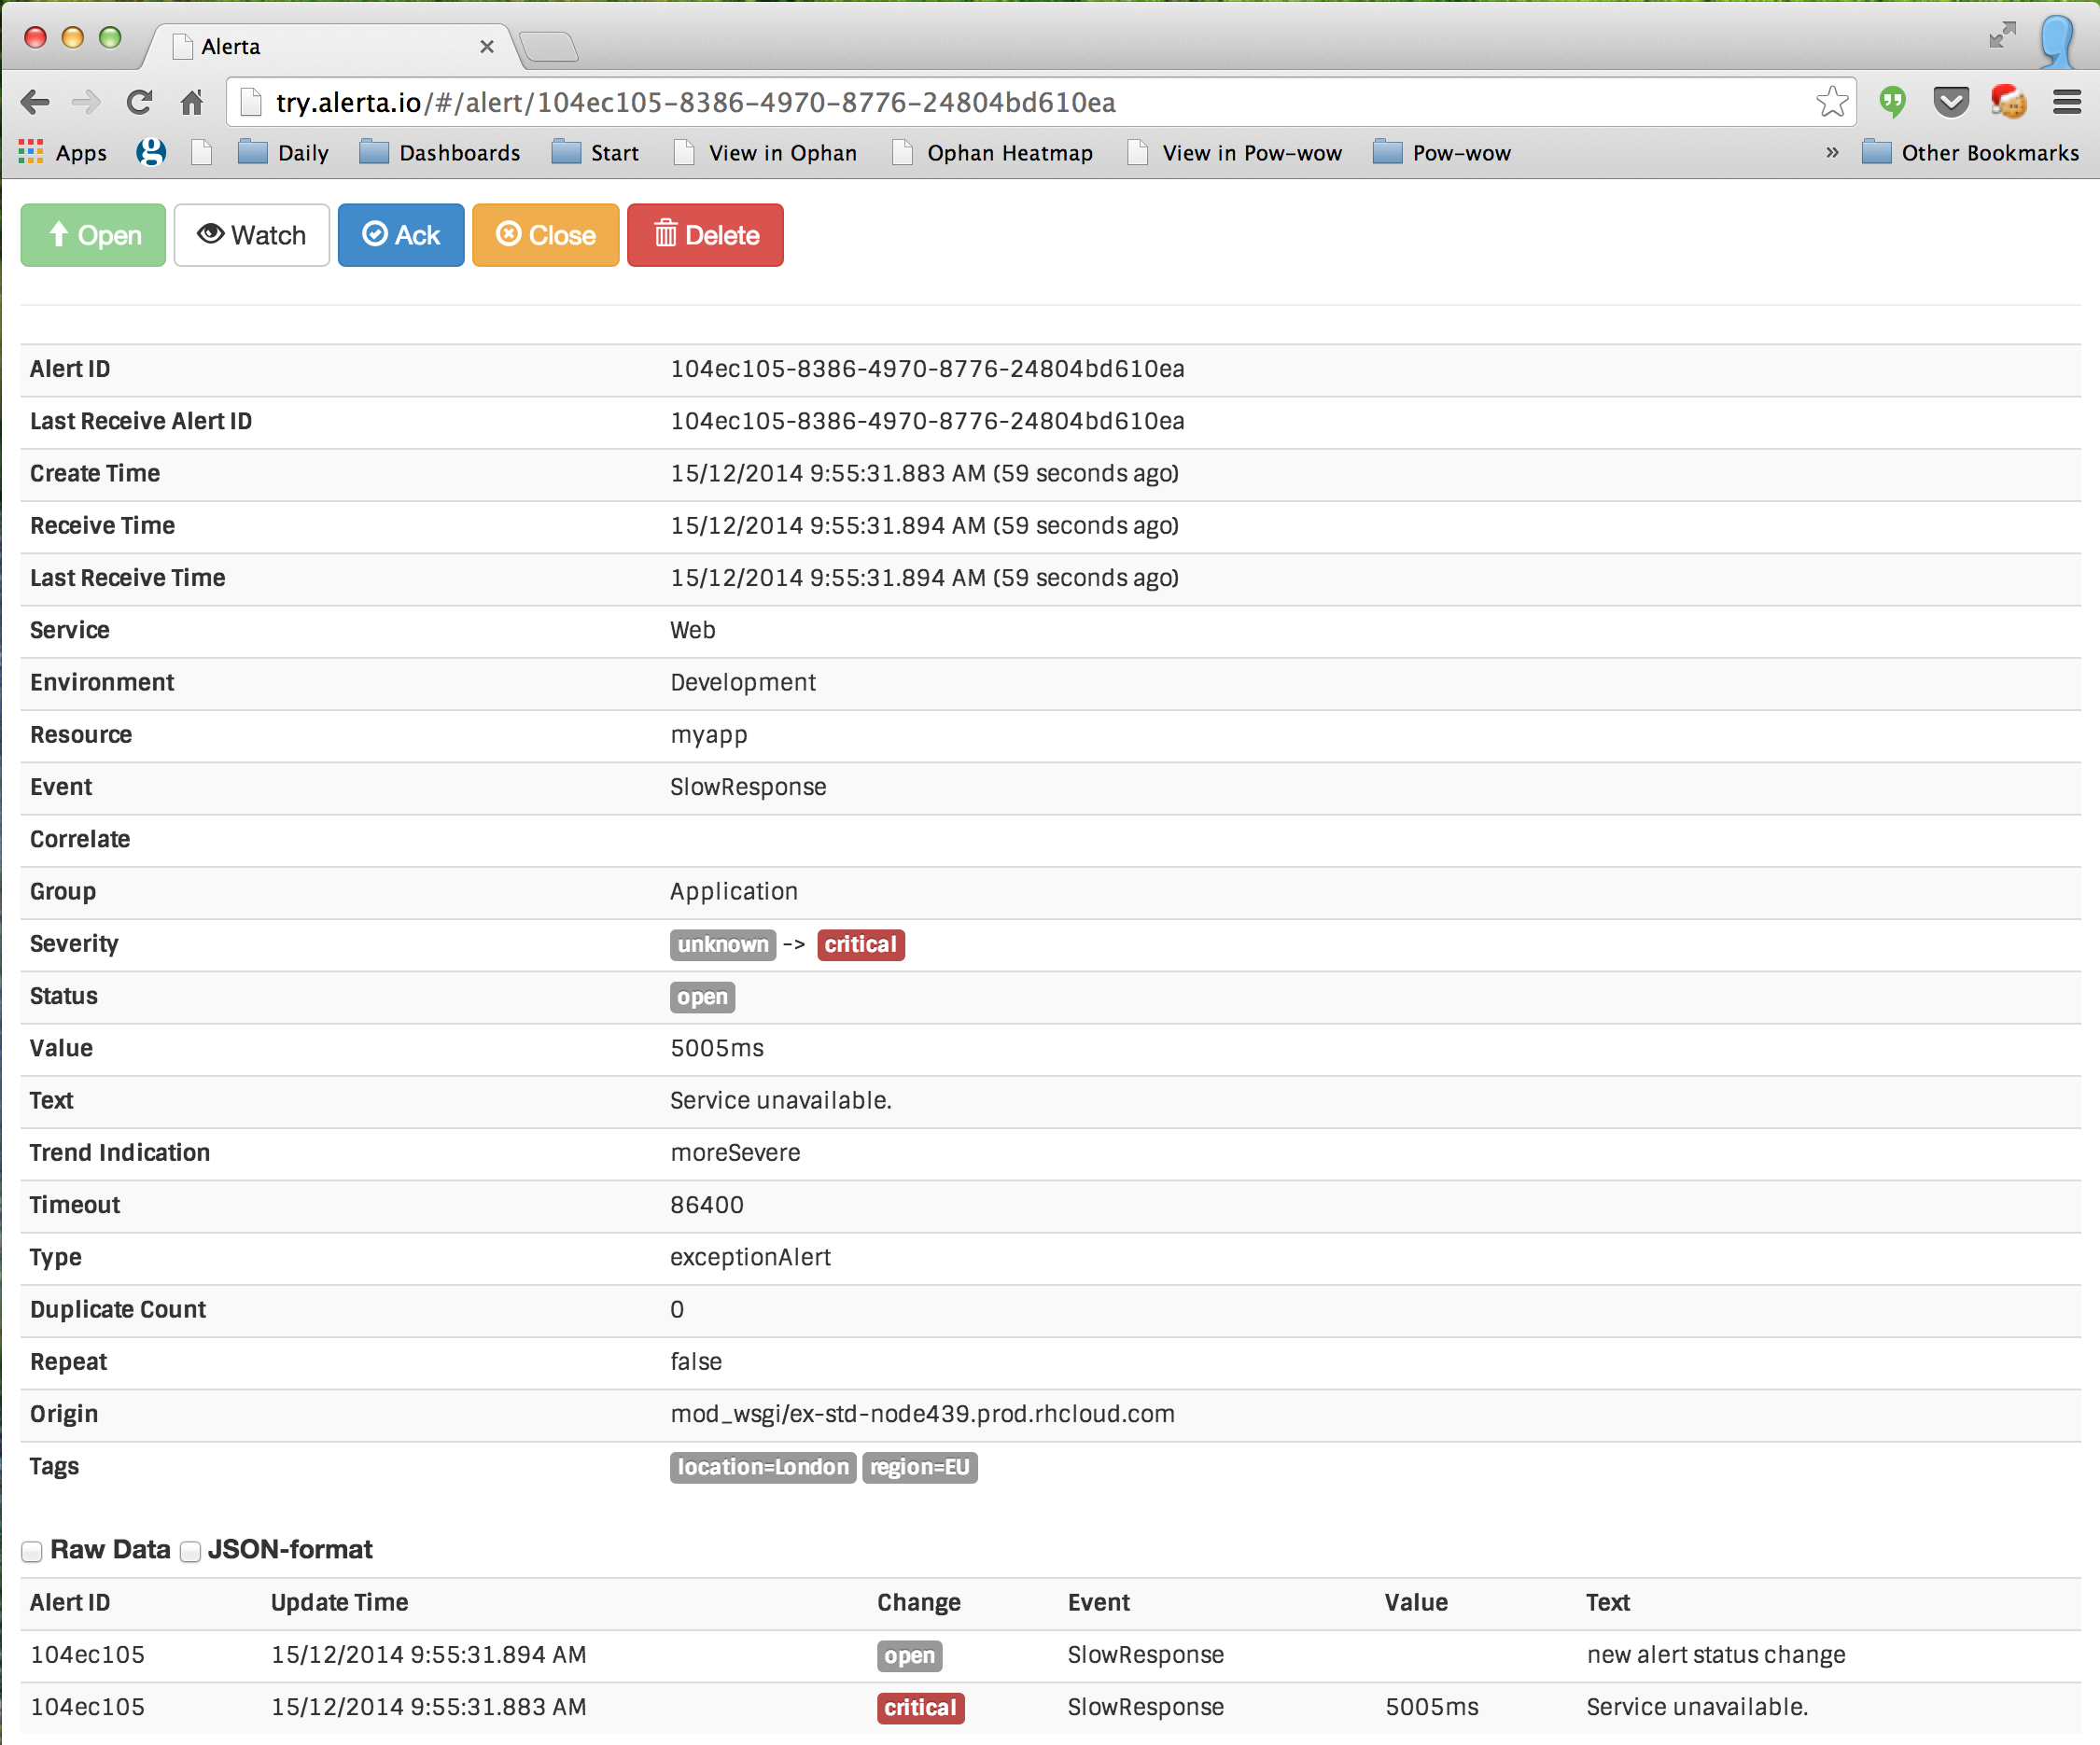 Alerta
try.alerta.io/#/alert/104ec105-8386-4970-8776-24804bd610ea
Apps g Daily Dashboards Start View in Ophan Ophan Heatmap View in Pow-wow Pow-wow » Other Bookmarks
Open Watch Ack Close Delete
Alert ID 104ec105-8386-4970-8776-24804bd610ea
Last Receive Alert ID 104ec105-8386-4970-8776-24804bd610ea
Create Time 15/12/2014 9:55:31.883 AM (59 seconds ago)
Receive Time 15/12/2014 9:55:31.894 AM (59 seconds ago)
Last Receive Time 15/12/2014 9:55:31.894 AM (59 seconds ago)
Service Web
Environment Development
Resource myapp
Event SlowResponse
Correlate
Group Application
Severity unknown -> critical
Status open
Value 5005ms
Text Service unavailable.
Trend Indication moreSevere
Timeout 86400
Type exceptionAlert
Duplicate Count 0
Repeat false
Origin mod_wsgi/ex-std-node439.prod.rhcloud.com
Tags location=London region=EU
Raw Data JSON-format
Alert ID Update Time Change Event Value Text
104ec105 15/12/2014 9:55:31.894 AM open SlowResponse new alert status change
104ec105 15/12/2014 9:55:31.883 AM critical SlowResponse 5005ms Service unavailable.